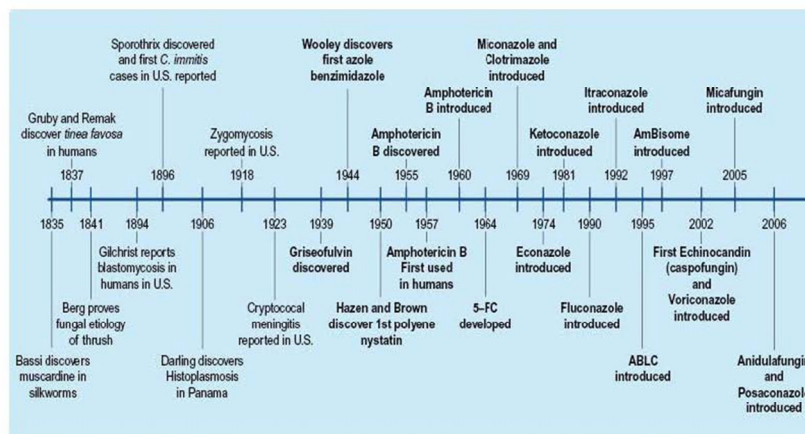 Sporothrix discovered
and first C. immitis
cases in U.S. reported
Wooley discovers
first azole
benzimidazole
Miconazole and
Clotrimazole
introduced
Amphotericin
B introduced
Itraconazole
introduced
Micafungin
introduced
Gruby and Remak
discover tinea favosa
in humans
Zygomycosis
reported in U.S.
Amphotericin
B discovered
Ketoconazole
introduced
AmBisome
introduced
1837
1896
1918
1944
1955
1960
1969
1981
1992
1997
2005
1835
1841
1894
1906
1923
1939
1950
1957
1964
1974
1990
1995
2002
2006
Gilchrist reports
blastomycosis in
humans in U.S.
Griseofulvin
discovered
Amphotericin B
First used
in humans
Econazole
introduced
First Echinocandin
(caspofungin)
and
Voriconazole
introduced
Berg proves
fungal etiology
of thrush
Cryptococal
meningitis
reported in U.S.
Hazen and Brown
discover 1st polyene
nystatin
5–FC
developed
Fluconazole
introduced
Bassi discovers
muscardine in
silkworms
Darling discovers
Histoplasmosis
in Panama
ABLC
introduced
Anidulafungin
and
Posaconazole
introduced